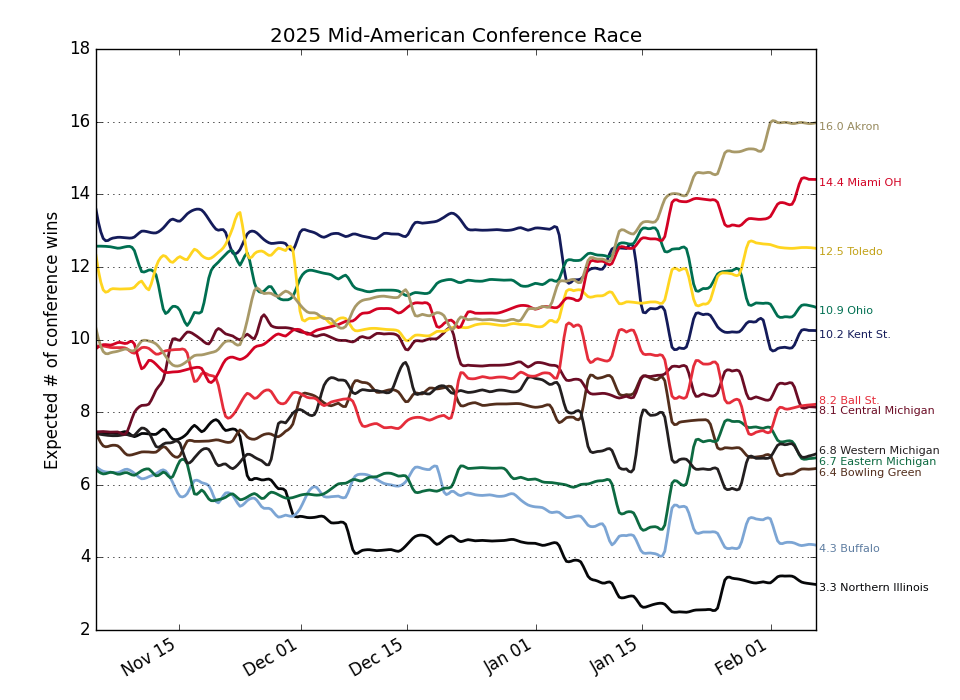 2025 Mid-American Conference Race
Expected # of conference wins
18
16
14
12
10
8
6
4
2
16.0 Akron
14.4 Miami OH
12.5 Toledo
10.9 Ohio
10.2 Kent St.
8.2 Ball St.
8.1 Central Michigan
6.8 Western Michigan
6.7 Eastern Michigan
6.4 Bowling Green
4.3 Buffalo
3.3 Northern Illinois
Nov 15
Dec 01
Dec 15
Jan 01
Jan 15
Feb 01